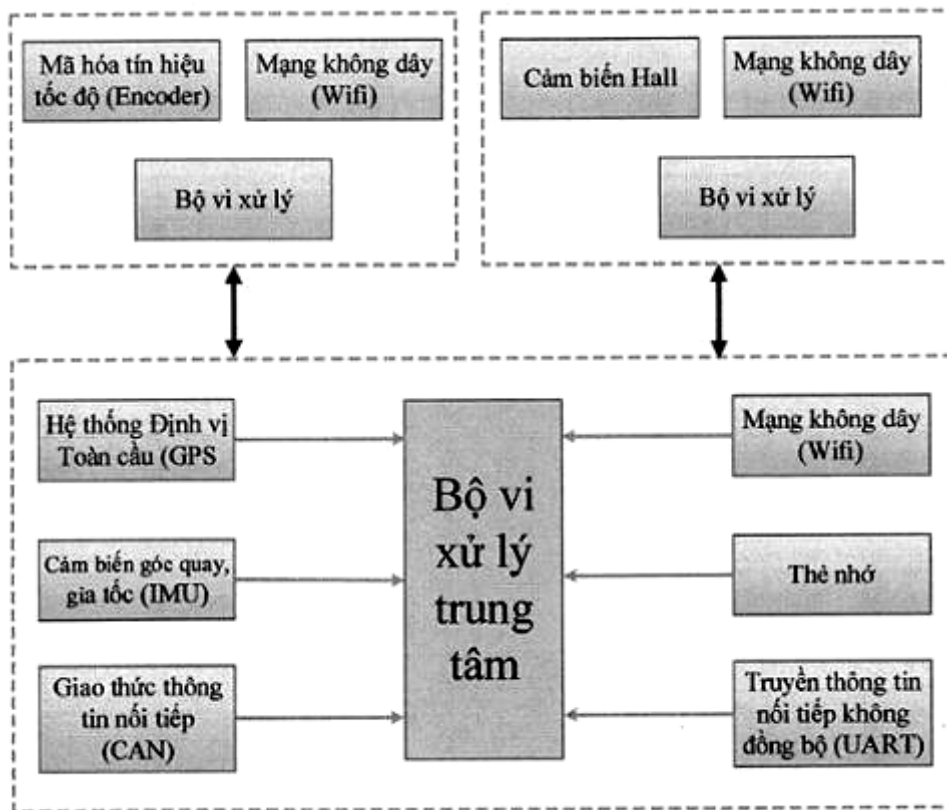 Mã hóa tín hiệu
tốc độ (Encoder)
Mạng không dây
(Wifi)
Bộ vi xử lý
Cảm biến Hall
Mạng không dây
(Wifi)
Bộ vi xử lý
Hệ thống Định vị
Toàn cầu (GPS
Cảm biến góc quay,
gia tốc (IMU)
Giao thức thông
tin nối tiếp
(CAN)
Bộ vi
xử lý
trung
tâm
Mạng không dây
(Wifi)
Thẻ nhớ
Truyền thông tin
nối tiếp không
đồng bộ (UART)